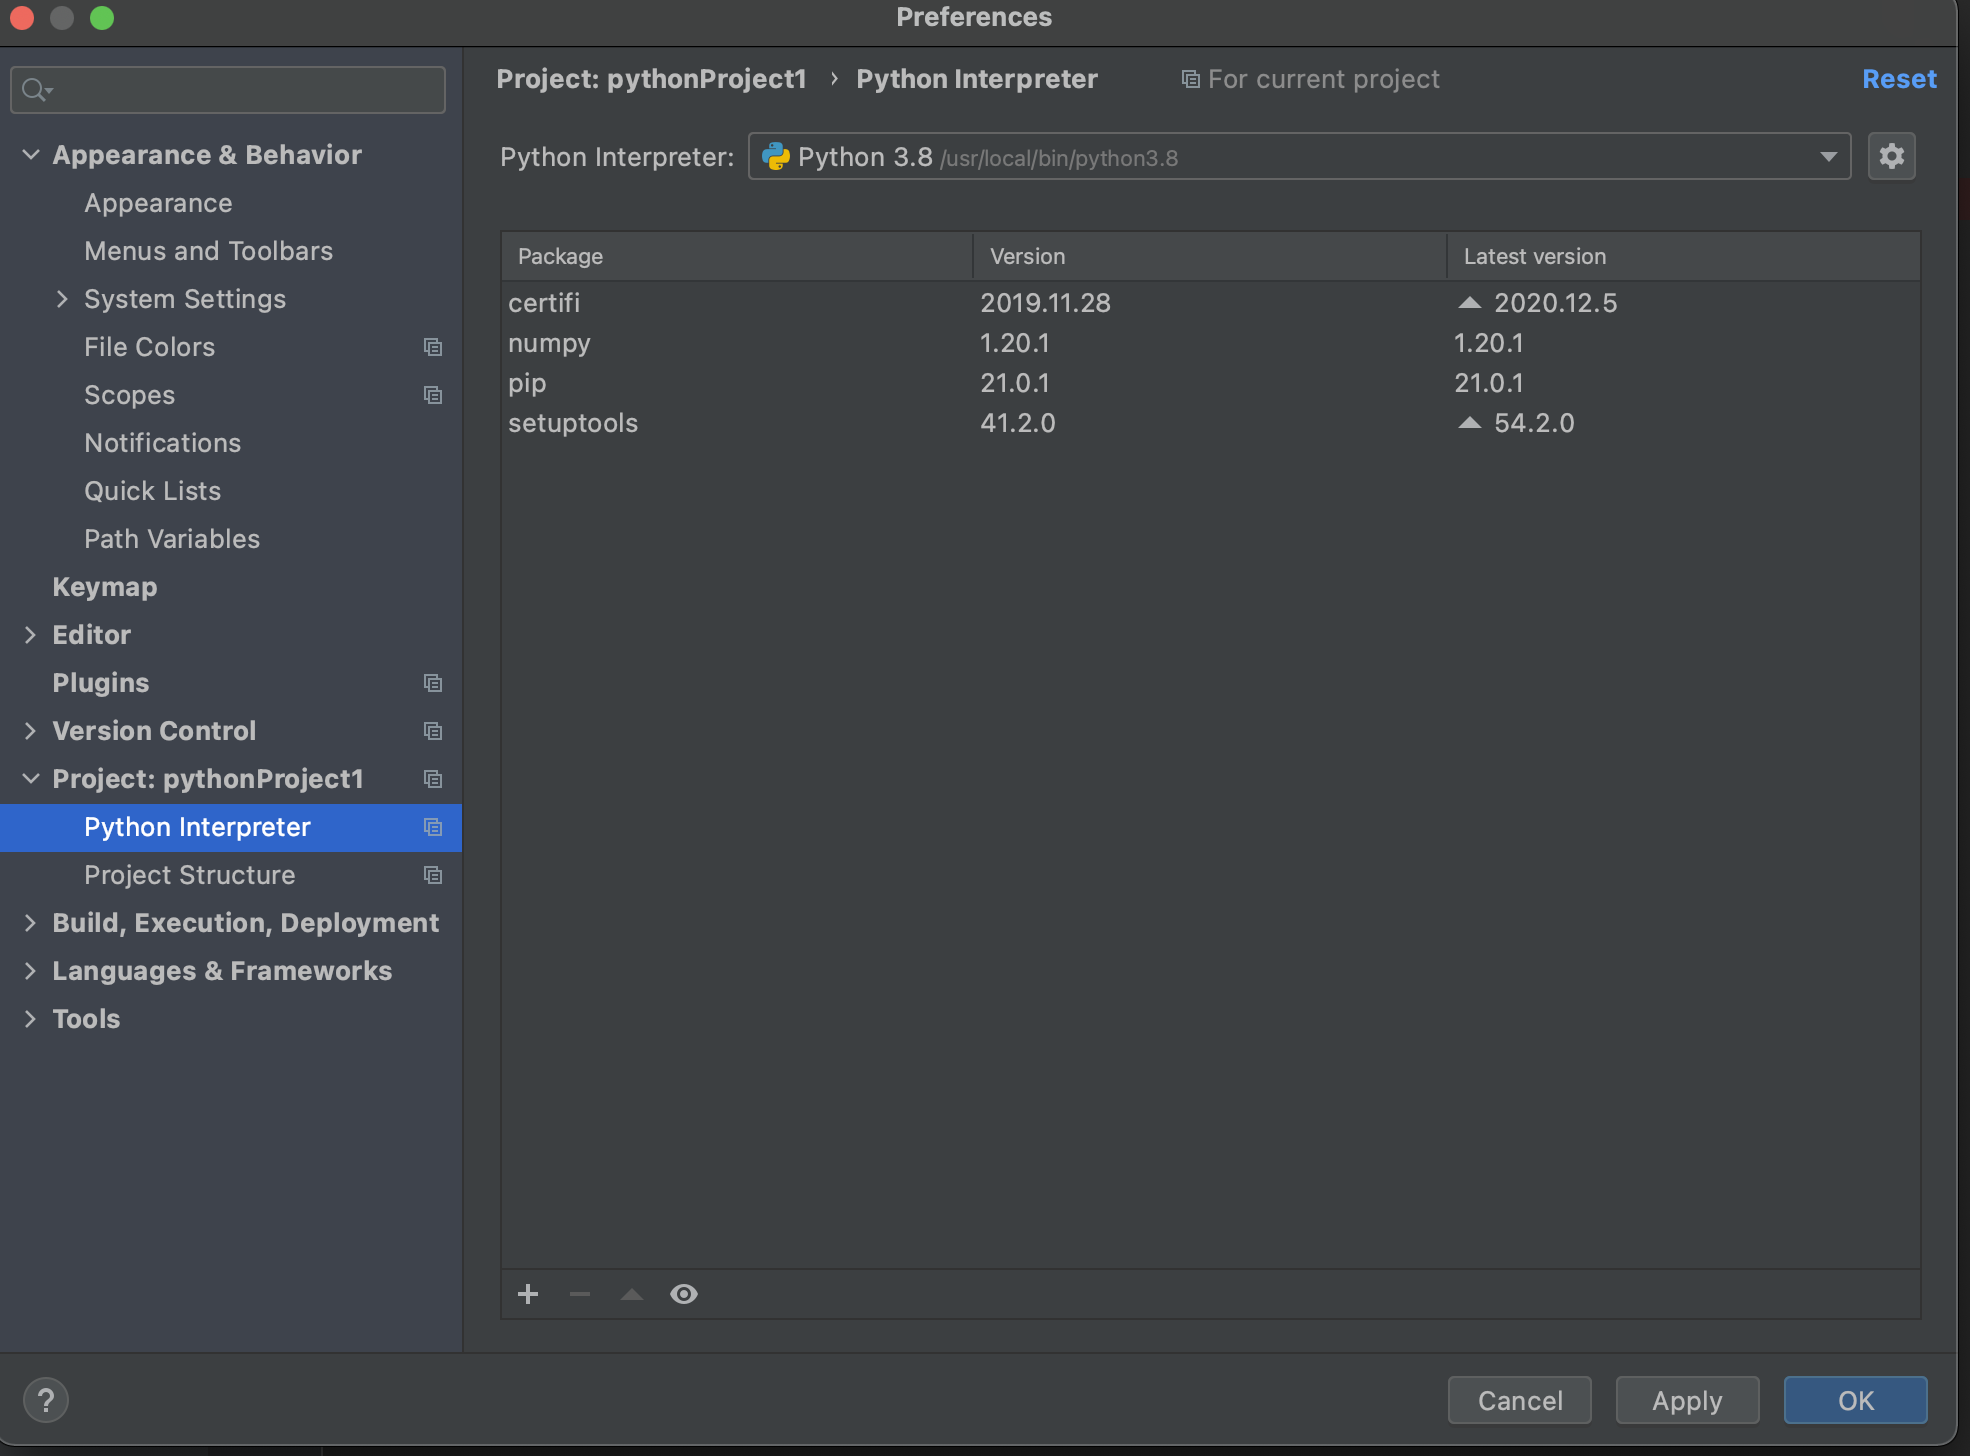 Preferences
Project: pythonProject1 › Python Interpreter For current project Reset
Appearance & Behavior
Appearance
Menus and Toolbars
System Settings
File Colors
Scopes
Notifications
Quick Lists
Path Variables
Keymap
Editor
Plugins
Version Control
Project: pythonProject1
Python Interpreter
Project Structure
Build, Execution, Deployment
Languages & Frameworks
Tools
Python Interpreter: Python 3.8 /usr/local/bin/python3.8
Package Version Latest version
certifi 2019.11.28 2020.12.5
numpy 1.20.1 1.20.1
pip 21.0.1 21.0.1
setuptools 41.2.0 54.2.0
? Cancel Apply OK